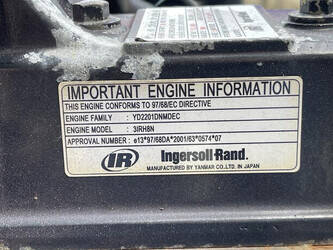 IMPORTANT ENGINE INFORMATION
THIS ENGINE CONFORMS TO 97/68/EC DIRECTIVE
ENGINE FAMILY : YD2201DNMDEC
ENGINE MODEL : 3IRH8N
APPROVAL NUMBER : e13*97/68DA*2001/63*0574*07
IR Ingersoll-Rand.
MANUFACTURED BY YANMAR CO.,LTD. IN JAPAN